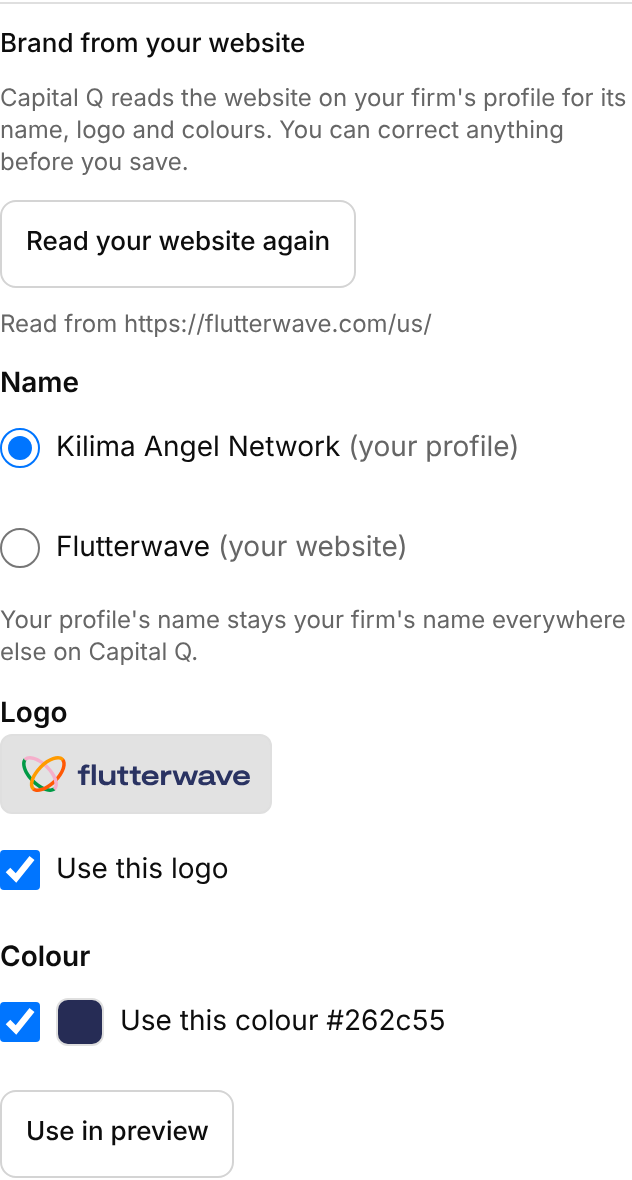 Brand from your website
Capital Q reads the website on your firm's profile for its
name, logo and colours. You can correct anything
before you save.
Read your website again
Read from https://flutterwave.com/us/
Name
Kilima Angel Network (your profile)
Flutterwave (your website)
Your profile's name stays your firm's name everywhere
else on Capital Q.
Logo
flutterwave
Use this logo
Colour
Use this colour #262c55
Use in preview